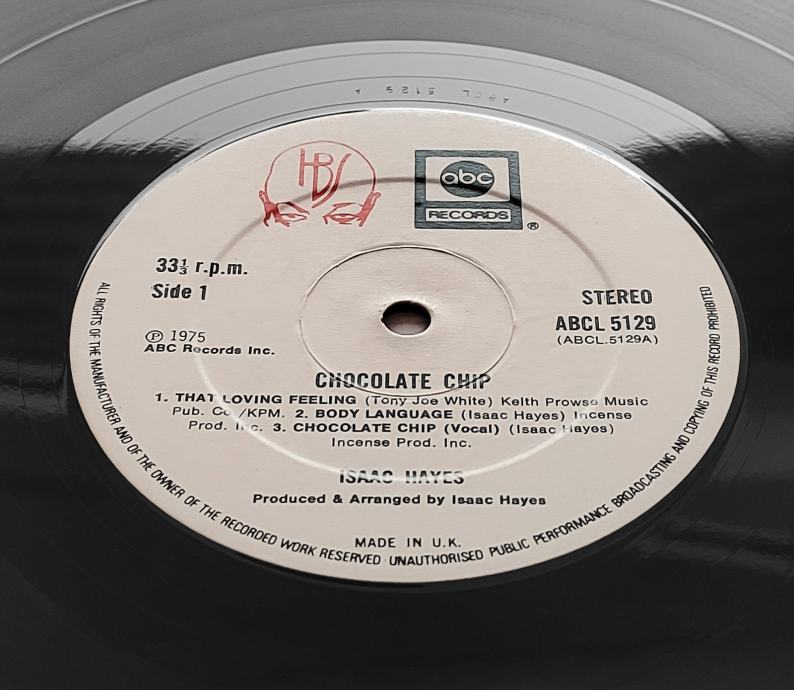 ABCL 5129 A
HBS
abc
RECORDS
®
33⅓ r.p.m.
Side 1
STEREO
ABCL 5129
(ABCL.5129A)
℗ 1975
ABC Records Inc.
CHOCOLATE CHIP
1. THAT LOVING FEELING (Tony Joe White) Keith Prowse Music
Pub. Co./KPM. 2. BODY LANGUAGE (Isaac Hayes) Incense
Prod. Inc. 3. CHOCOLATE CHIP (Vocal) (Isaac Hayes)
Incense Prod. Inc.
ISAAC HAYES
Produced & Arranged by Isaac Hayes
MADE IN U.K.
ALL RIGHTS OF THE MANUFACTURER AND OF THE OWNER OF THE RECORDED WORK RESERVED · UNAUTHORISED PUBLIC PERFORMANCE BROADCASTING AND COPYING OF THIS RECORD PROHIBITED